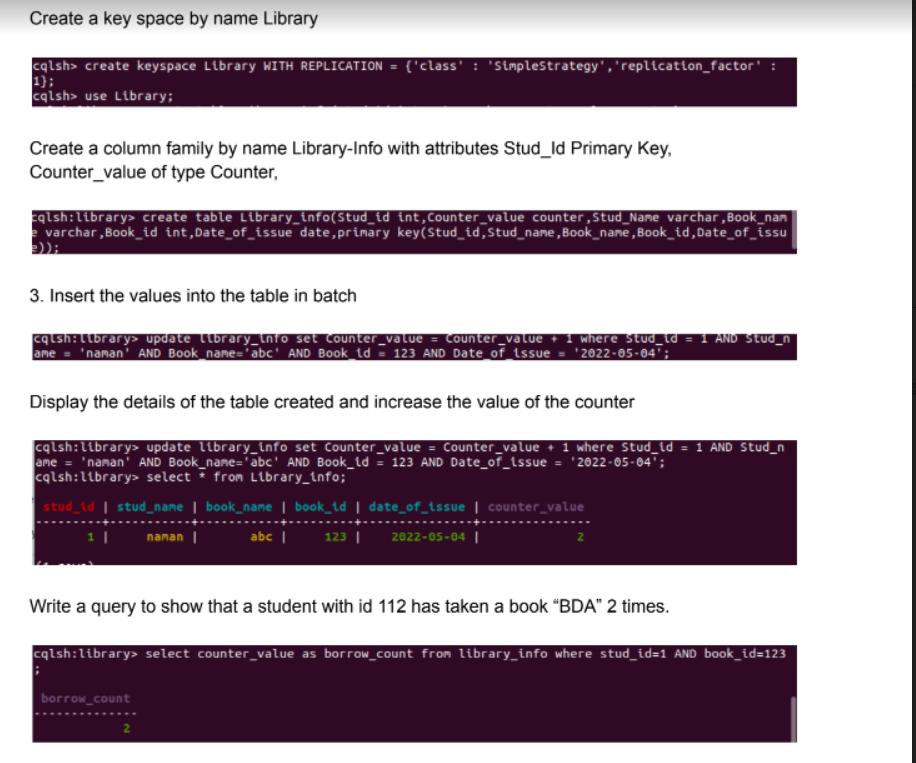 Create a key space by name Library
cqlsh> create keyspace Library WITH REPLICATION = {'class' : 'SimpleStrategy','replication_factor' :
1};
cqlsh> use Library;
Create a column family by name Library-Info with attributes Stud_Id Primary Key,
Counter_value of type Counter,
cqlsh:library> create table Library_info(Stud_id int,Counter_value counter,Stud_Name varchar,Book_nam
e varchar,Book_id int,Date_of_issue date,primary key(Stud_id,Stud_name,Book_name,Book_id,Date_of_issu
e));
3. Insert the values into the table in batch
cqlsh:library> update library_info set Counter_value = Counter_value + 1 where Stud_id = 1 AND Stud_n
ame = 'naman' AND Book_name='abc' AND Book_id = 123 AND Date_of_issue = '2022-05-04';
Display the details of the table created and increase the value of the counter
cqlsh:library> update library_info set Counter_value = Counter_value + 1 where Stud_id = 1 AND Stud_n
ame = 'naman' AND Book_name='abc' AND Book_id = 123 AND Date_of_issue = '2022-05-04';
cqlsh:library> select * from Library_info;
stud_id | stud_name | book_name | book_id | date_of_issue | counter_value
---------+-----------+-----------+---------+---------------+---------------
1 | naman | abc | 123 | 2022-05-04 | 2
Write a query to show that a student with id 112 has taken a book “BDA” 2 times.
cqlsh:library> select counter_value as borrow_count from library_info where stud_id=1 AND book_id=123
;
borrow_count
--------------
2